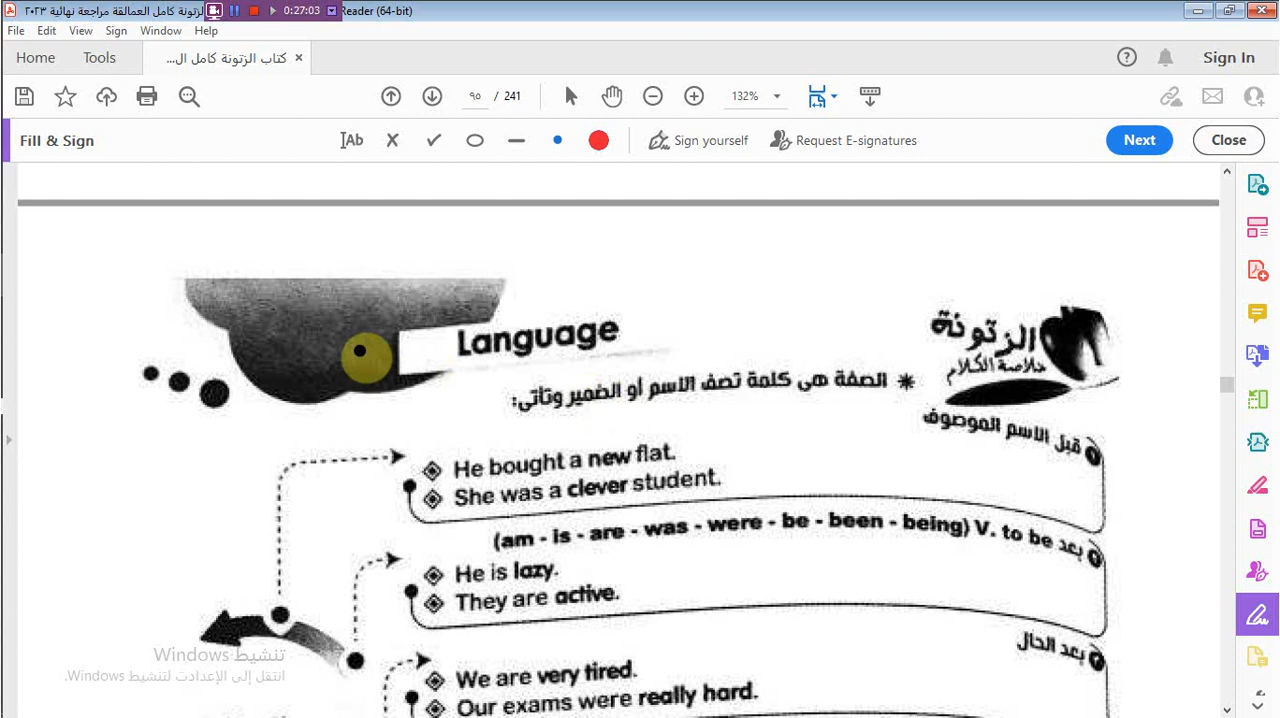 الزتونة كامل العمالقة مراجعة نهائية ٢٠٢٣
0:27:03
Reader (64-bit)
File Edit View Sign Window Help
Home Tools كتاب الزتونة كامل ال... × Sign In
٩٥ / 241 132%
Fill & Sign Ab Sign yourself Request E-signatures Next Close
Language
الزتونة
خلاصة الكلام
* الصفة هى كلمة تصف الاسم أو الضمير وتأتى:
١ قبل الاسم الموصوف
He bought a new flat.
She was a clever student.
٢ بعد V. to be (am - is - are - was - were - be - been - being)
He is lazy.
They are active.
٣ بعد الحال
We are very tired.
Our exams were really hard.
تنشيط Windows
انتقل إلى الإعدادات لتنشيط Windows.